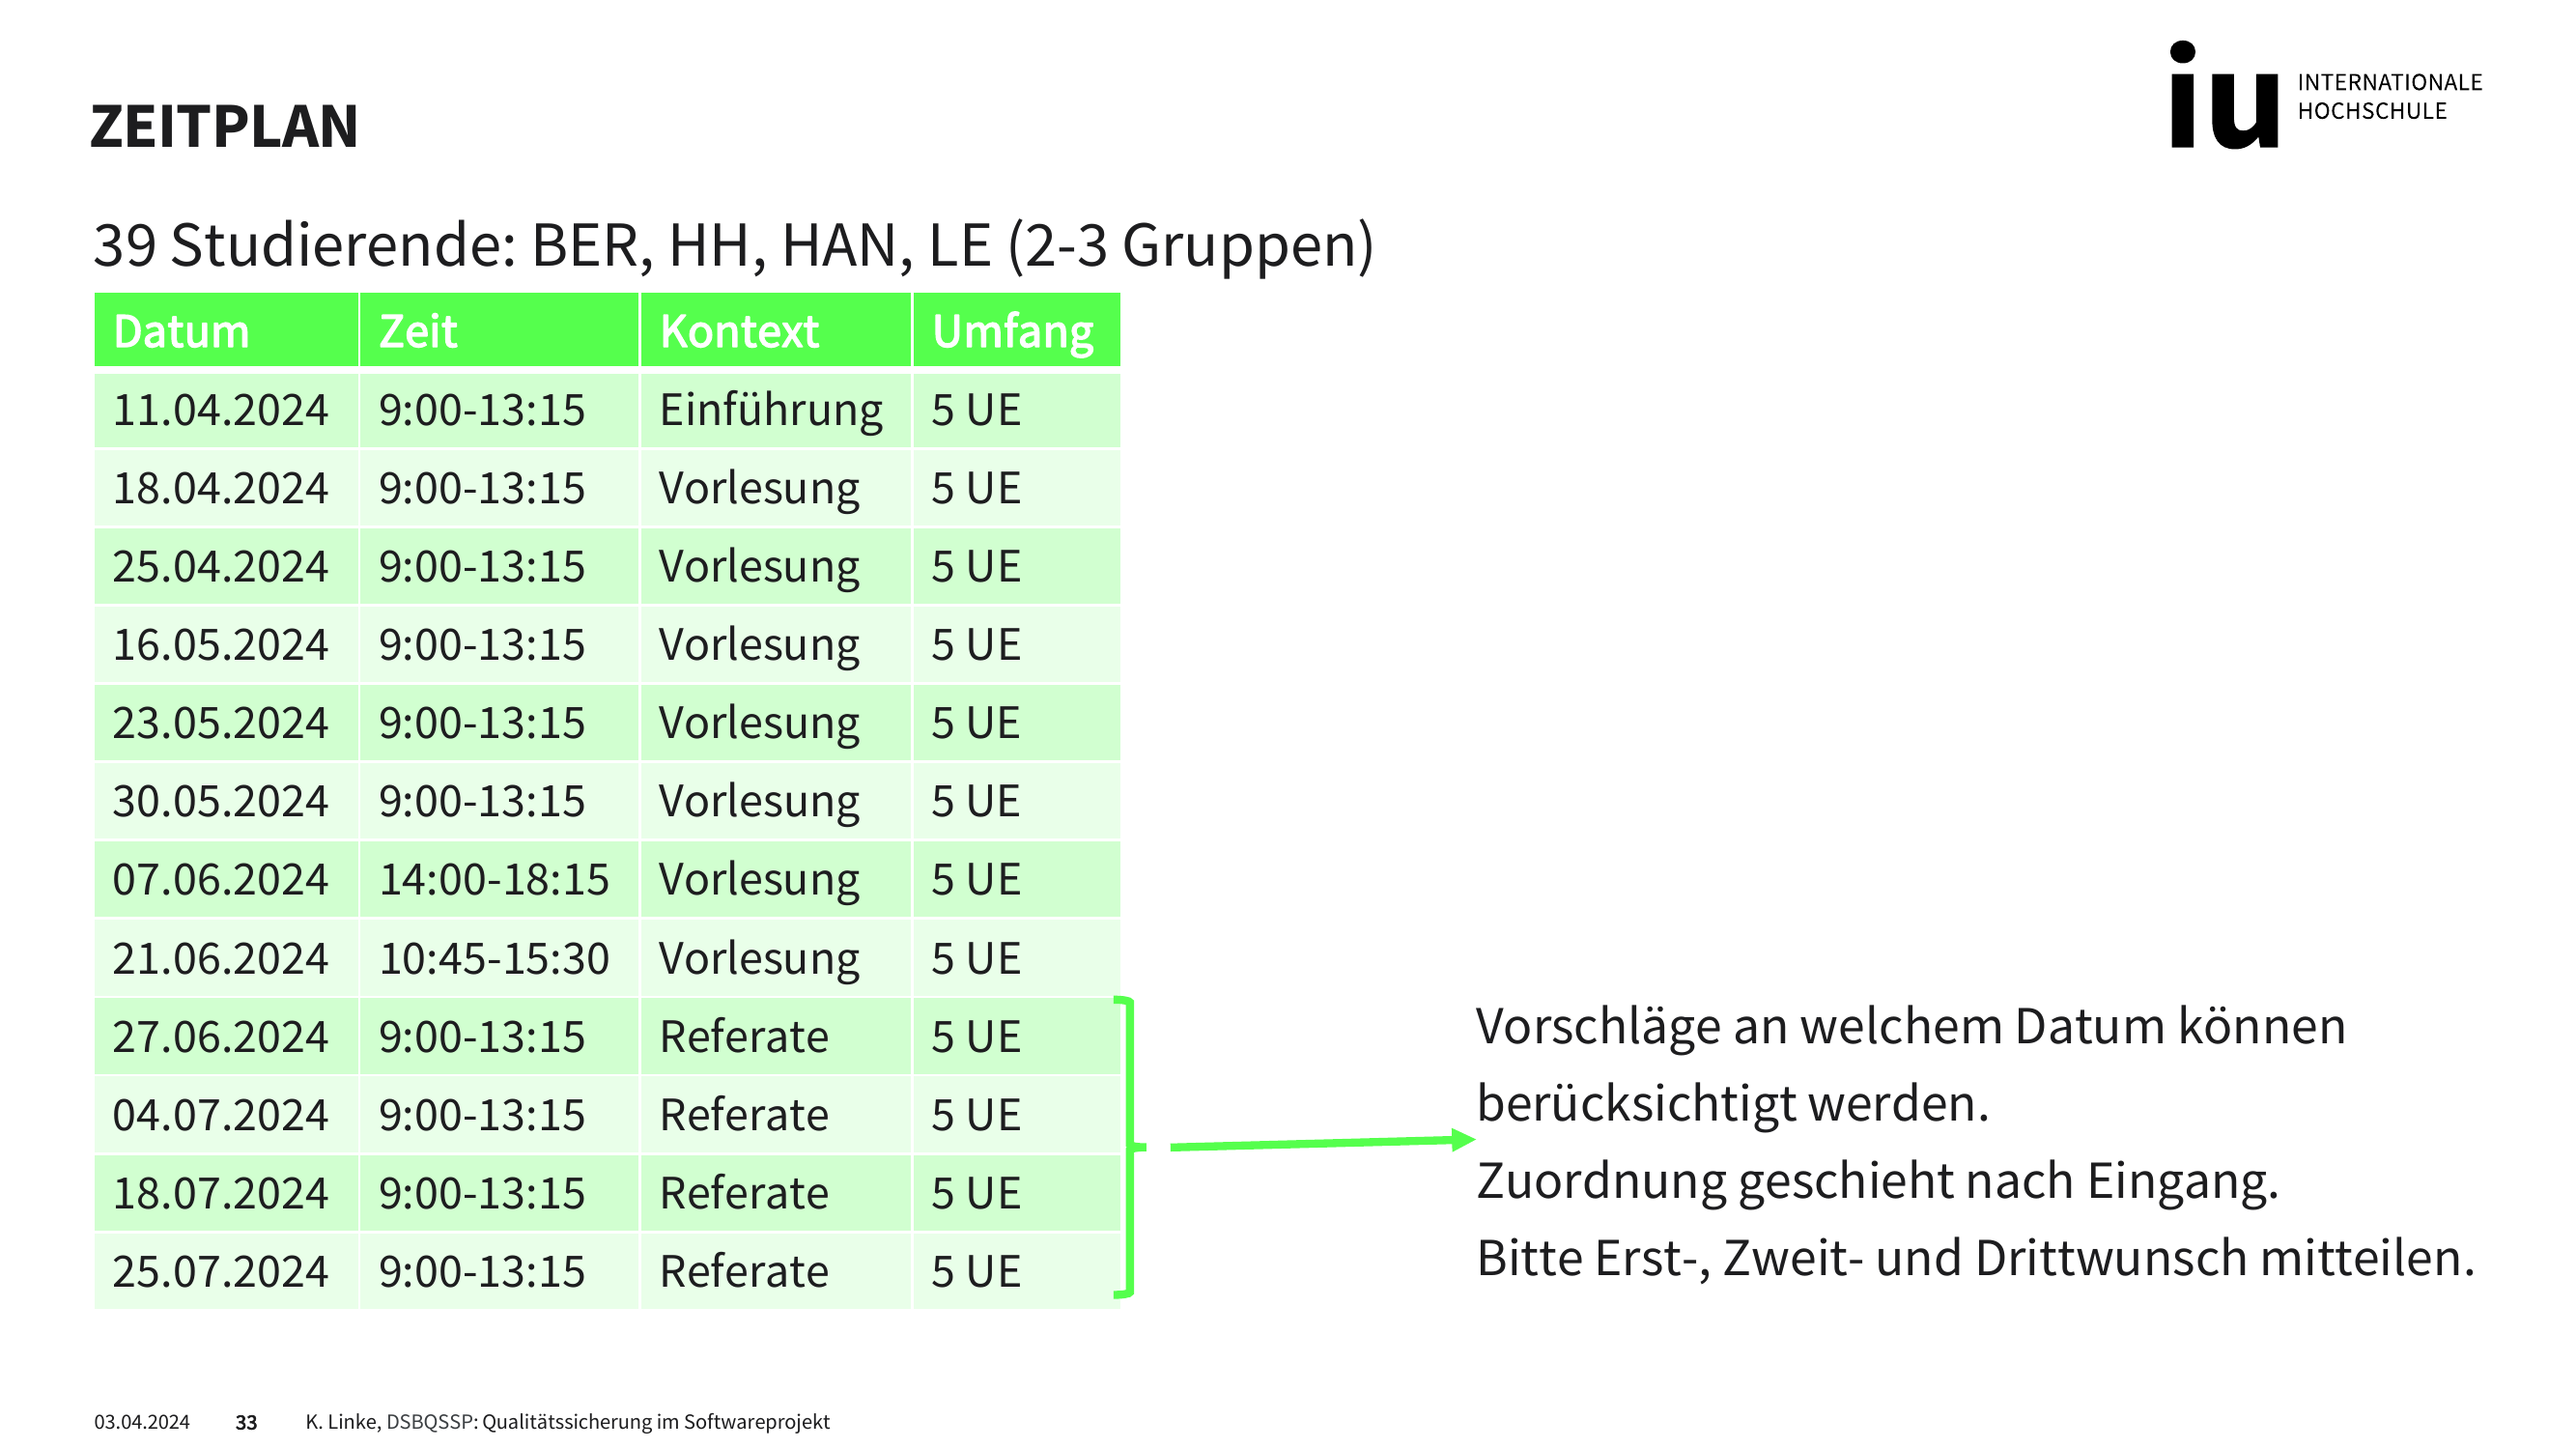 iu INTERNATIONALE
HOCHSCHULE
ZEITPLAN
39 Studierende: BER, HH, HAN, LE (2-3 Gruppen)
Datum Zeit Kontext Umfang
11.04.2024 9:00-13:15 Einführung 5 UE
18.04.2024 9:00-13:15 Vorlesung 5 UE
25.04.2024 9:00-13:15 Vorlesung 5 UE
16.05.2024 9:00-13:15 Vorlesung 5 UE
23.05.2024 9:00-13:15 Vorlesung 5 UE
30.05.2024 9:00-13:15 Vorlesung 5 UE
07.06.2024 14:00-18:15 Vorlesung 5 UE
21.06.2024 10:45-15:30 Vorlesung 5 UE
27.06.2024 9:00-13:15 Referate 5 UE
04.07.2024 9:00-13:15 Referate 5 UE
18.07.2024 9:00-13:15 Referate 5 UE
25.07.2024 9:00-13:15 Referate 5 UE
Vorschläge an welchem Datum können
berücksichtigt werden.
Zuordnung geschieht nach Eingang.
Bitte Erst-, Zweit- und Drittwunsch mitteilen.
03.04.2024 33 K. Linke, DSBQSSP: Qualitätssicherung im Softwareprojekt